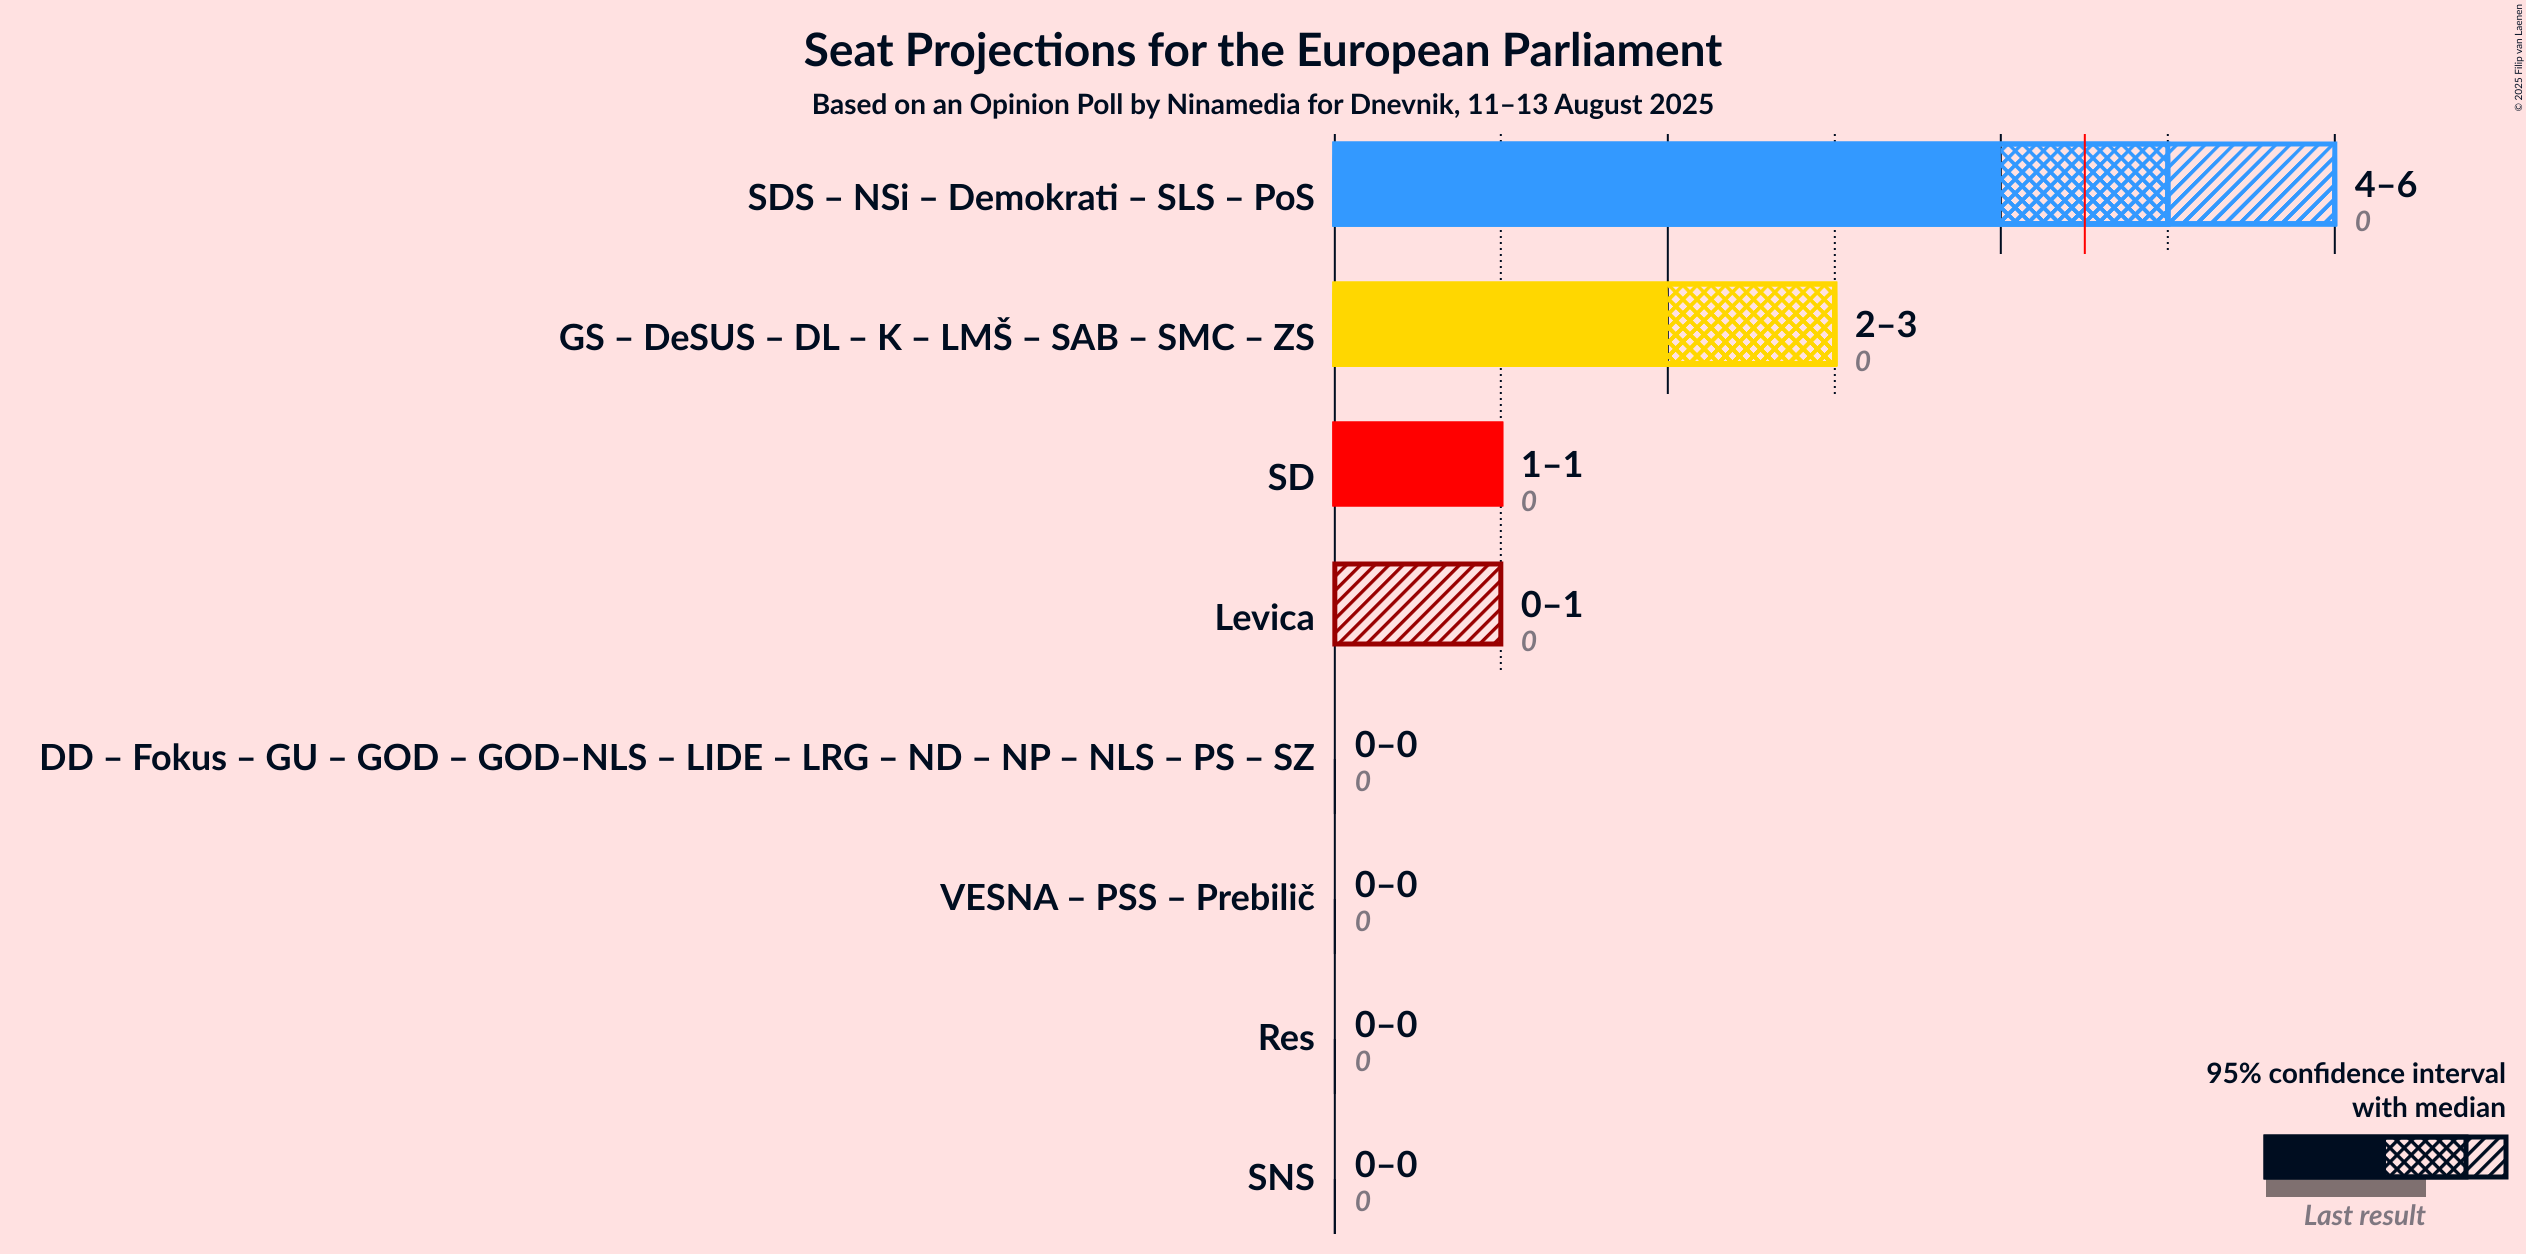 Seat Projections for the European Parliament
Based on an Opinion Poll by Ninamedia for Dnevnik, 11–13 August 2025
© 2025 Filip van Laenen
SDS – NSi – Demokrati – SLS – PoS
4–6
0
GS – DeSUS – DL – K – LMŠ – SAB – SMC – ZS
2–3
0
SD
1–1
0
Levica
0–1
0
DD – Fokus – GU – GOD – GOD–NLS – LIDE – LRG – ND – NP – NLS – PS – SZ
0–0
0
VESNA – PSS – Prebilič
0–0
0
Res
0–0
0
SNS
0–0
0
95% confidence interval
with median
Last result